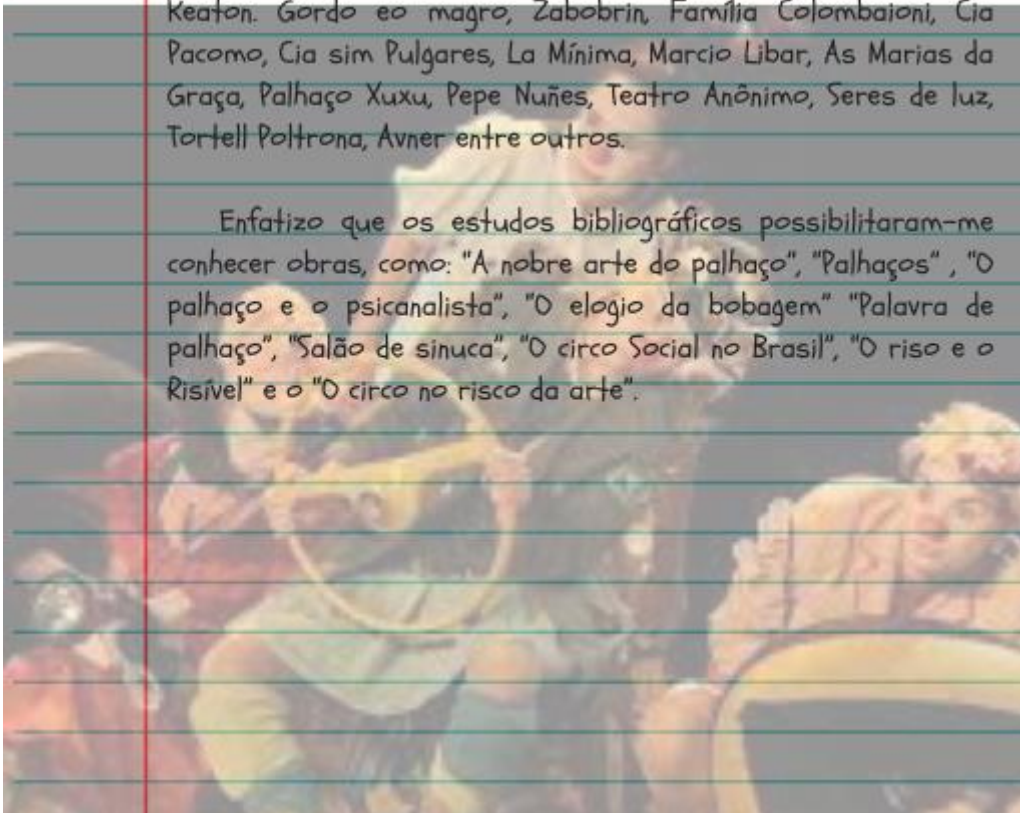 Keaton. Gordo eo magro, Zabobrin, Família Colombaioni, Cia
Pacomo, Cia sim Pulgares, La Mínima, Marcio Libar, As Marias da
Graça, Palhaço Xuxu, Pepe Nuñes, Teatro Anônimo, Seres de luz,
Tortell Poltrona, Avner entre outros.
Enfatizo que os estudos bibliográficos possibilitaram-me
conhecer obras, como: "A nobre arte do palhaço", "Palhaços" , "O
palhaço e o psicanalista", "O elogio da bobagem" "Palavra de
palhaço", "Salão de sinuca", "O circo Social no Brasil", "O riso e o
Risível" e o "O circo no risco da arte".